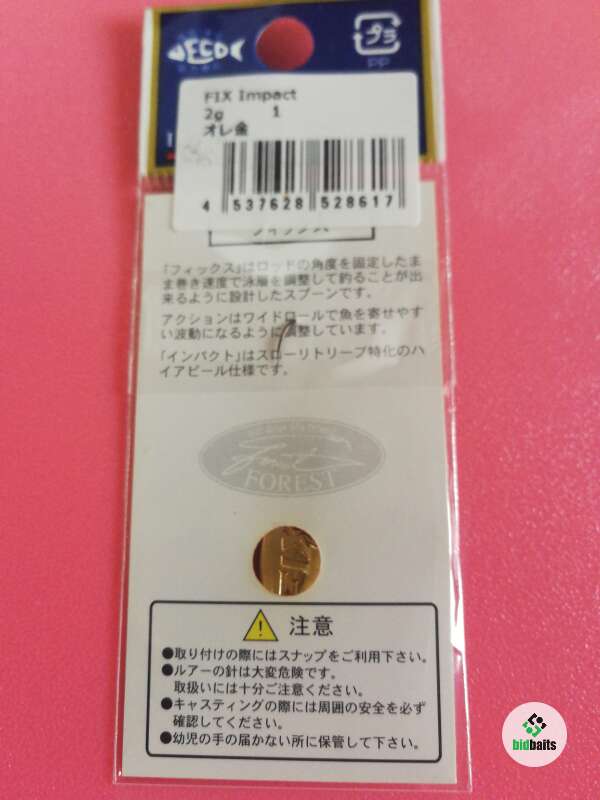 ECO
プラ
PP
FIX Impact
2g 1
オレ金
4 537628 528617
フィックス
「フィックス」はロッドの角度を固定したま
ま巻き速度で泳層を調整して釣ることが出
来るように設計したスプーンです。
アクションはワイドロールで魚を寄せやす
い波動になるように調整しています。
「インパクト」はスローリトリーブ特化のハ
イアピール仕様です。
FOREST
注意
●取り付けの際にはスナップをご利用下さい。
●ルアーの針は大変危険です。
取扱いには十分ご注意ください。
●キャスティングの際には周囲の安全を必ず
確認してください。
●幼児の手の届かない所に保管して下さい。
bidbaits